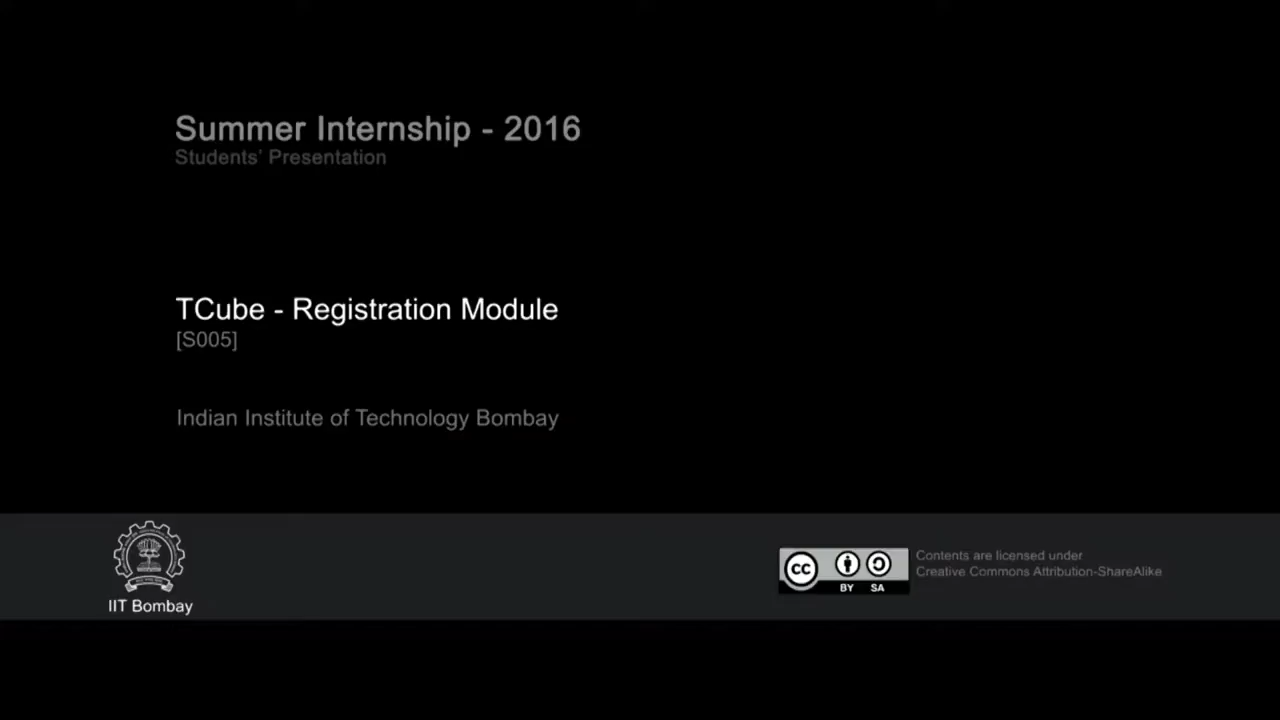 Summer Internship - 2016
Students' Presentation
TCube - Registration Module
[S005]
Indian Institute of Technology Bombay
IIT Bombay
cc
BY SA
Contents are licensed under
Creative Commons Attribution-ShareAlike